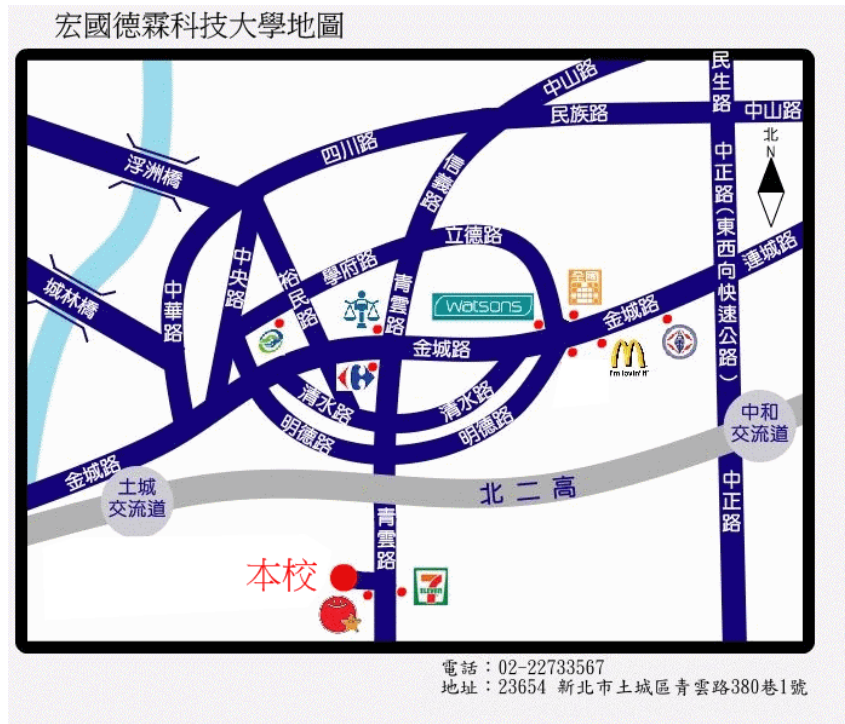 宏國德霖科技大學地圖
中山路
民生路
民族路
中山路
北
N
四川路
浮洲橋
信義路
中正路(東西向快速公路)
立德路
連城路
學府路
中央路
裕民路
青雲路
全國
城林橋
中華路
watsons
金城路
金城路
I'm lovin' it
清水路
清水路
明德路
明德路
中和
交流道
金城路
土城
交流道
北二高
中正路
青雲路
本校
7
ELEVEN
電話：02-22733567
地址：23654 新北市土城區青雲路380巷1號